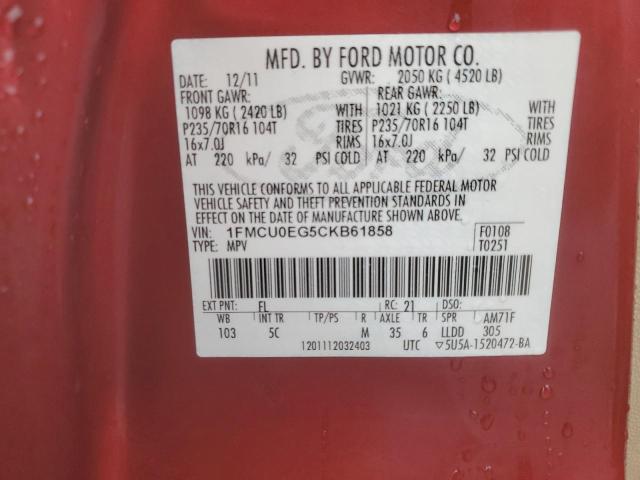 MFD. BY FORD MOTOR CO.
DATE: 12/11 GVWR: 2050 KG ( 4520 LB)
FRONT GAWR: REAR GAWR:
1098 KG ( 2420 LB) WITH 1021 KG ( 2250 LB) WITH
P235/70R16 104T TIRES P235/70R16 104T TIRES
16x7.0J RIMS 16x7.0J RIMS
AT 220 kPa/ 32 PSI COLD AT 220 kPa/ 32 PSI COLD
THIS VEHICLE CONFORMS TO ALL APPLICABLE FEDERAL MOTOR
VEHICLE SAFETY AND THEFT PREVENTION STANDARDS IN
EFFECT ON THE DATE OF MANUFACTURE SHOWN ABOVE.
VIN: 1FMCU0EG5CKB61858 F0108
TYPE: MPV T0251
EXT PNT: FL RC: 21 DSO:
WB INT TR TP/PS R AXLE TR SPR AM71F
103 5C M 35 6 LLDD 305
1201112032403 UTC ▽5U5A-1520472-BA